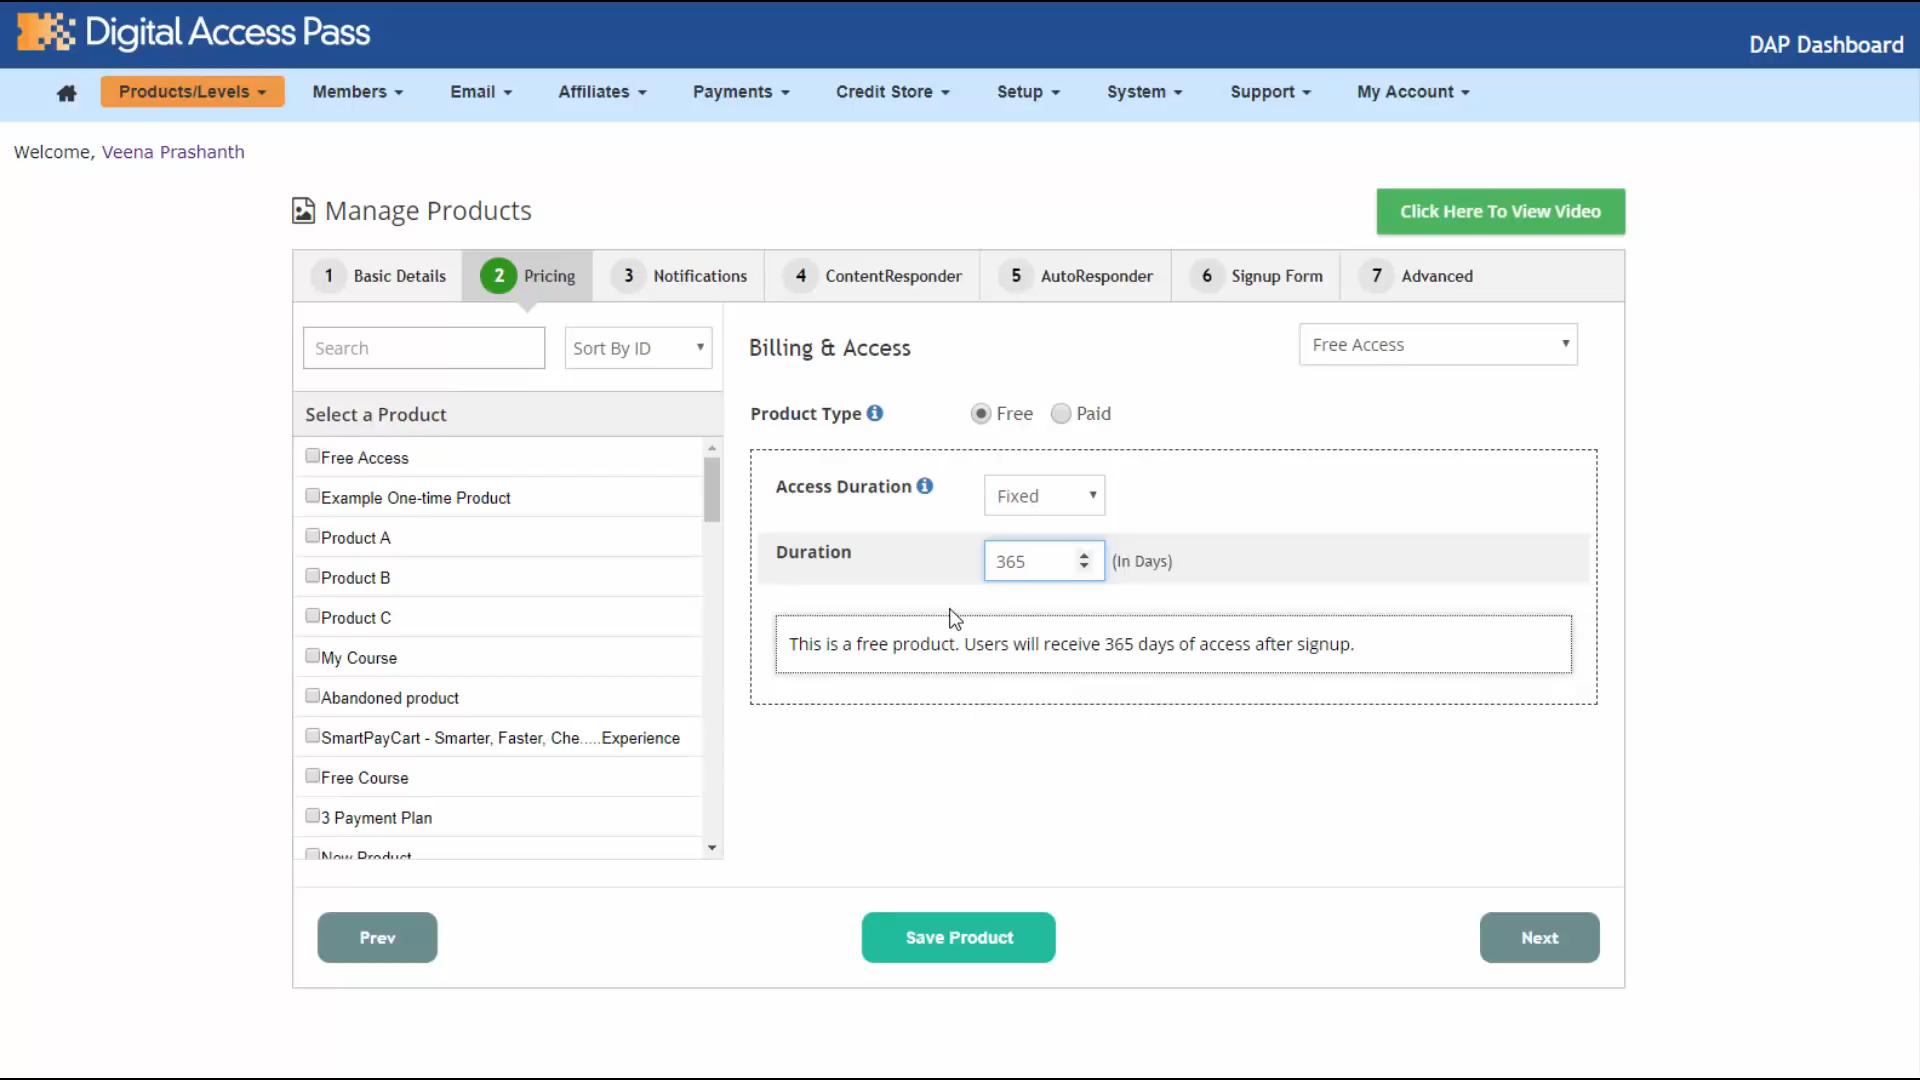 Digital Access Pass
DAP Dashboard
Products/Levels Members Email Affiliates Payments Credit Store Setup System Support My Account
Welcome, Veena Prashanth
Manage Products
Click Here To View Video
1 Basic Details 2 Pricing 3 Notifications 4 ContentResponder 5 AutoResponder 6 Signup Form 7 Advanced
Search
Sort By ID
Billing & Access
Free Access
Product Type
Free Paid
Select a Product
Free Access
Example One-time Product
Product A
Product B
Product C
My Course
Abandoned product
SmartPayCart - Smarter, Faster, Che.....Experience
Free Course
3 Payment Plan
New Product
Access Duration
Fixed
Duration
365
(In Days)
This is a free product. Users will receive 365 days of access after signup.
Prev
Save Product
Next